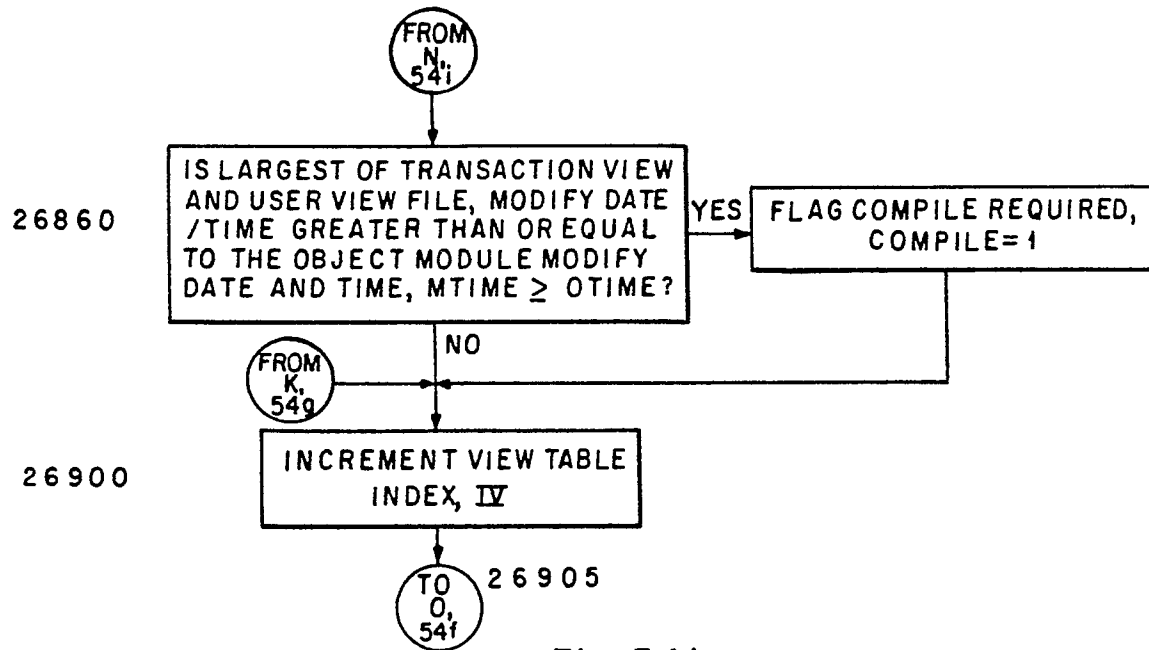 FROM
N,
54i
26860
IS LARGEST OF TRANSACTION VIEW
AND USER VIEW FILE, MODIFY DATE
/TIME GREATER THAN OR EQUAL
TO THE OBJECT MODULE MODIFY
DATE AND TIME, MTIME ≥ OTIME?
YES
FLAG COMPILE REQUIRED,
COMPILE=1
NO
FROM
K,
54g
26900
INCREMENT VIEW TABLE
INDEX, IV
TO
O,
54f
26905